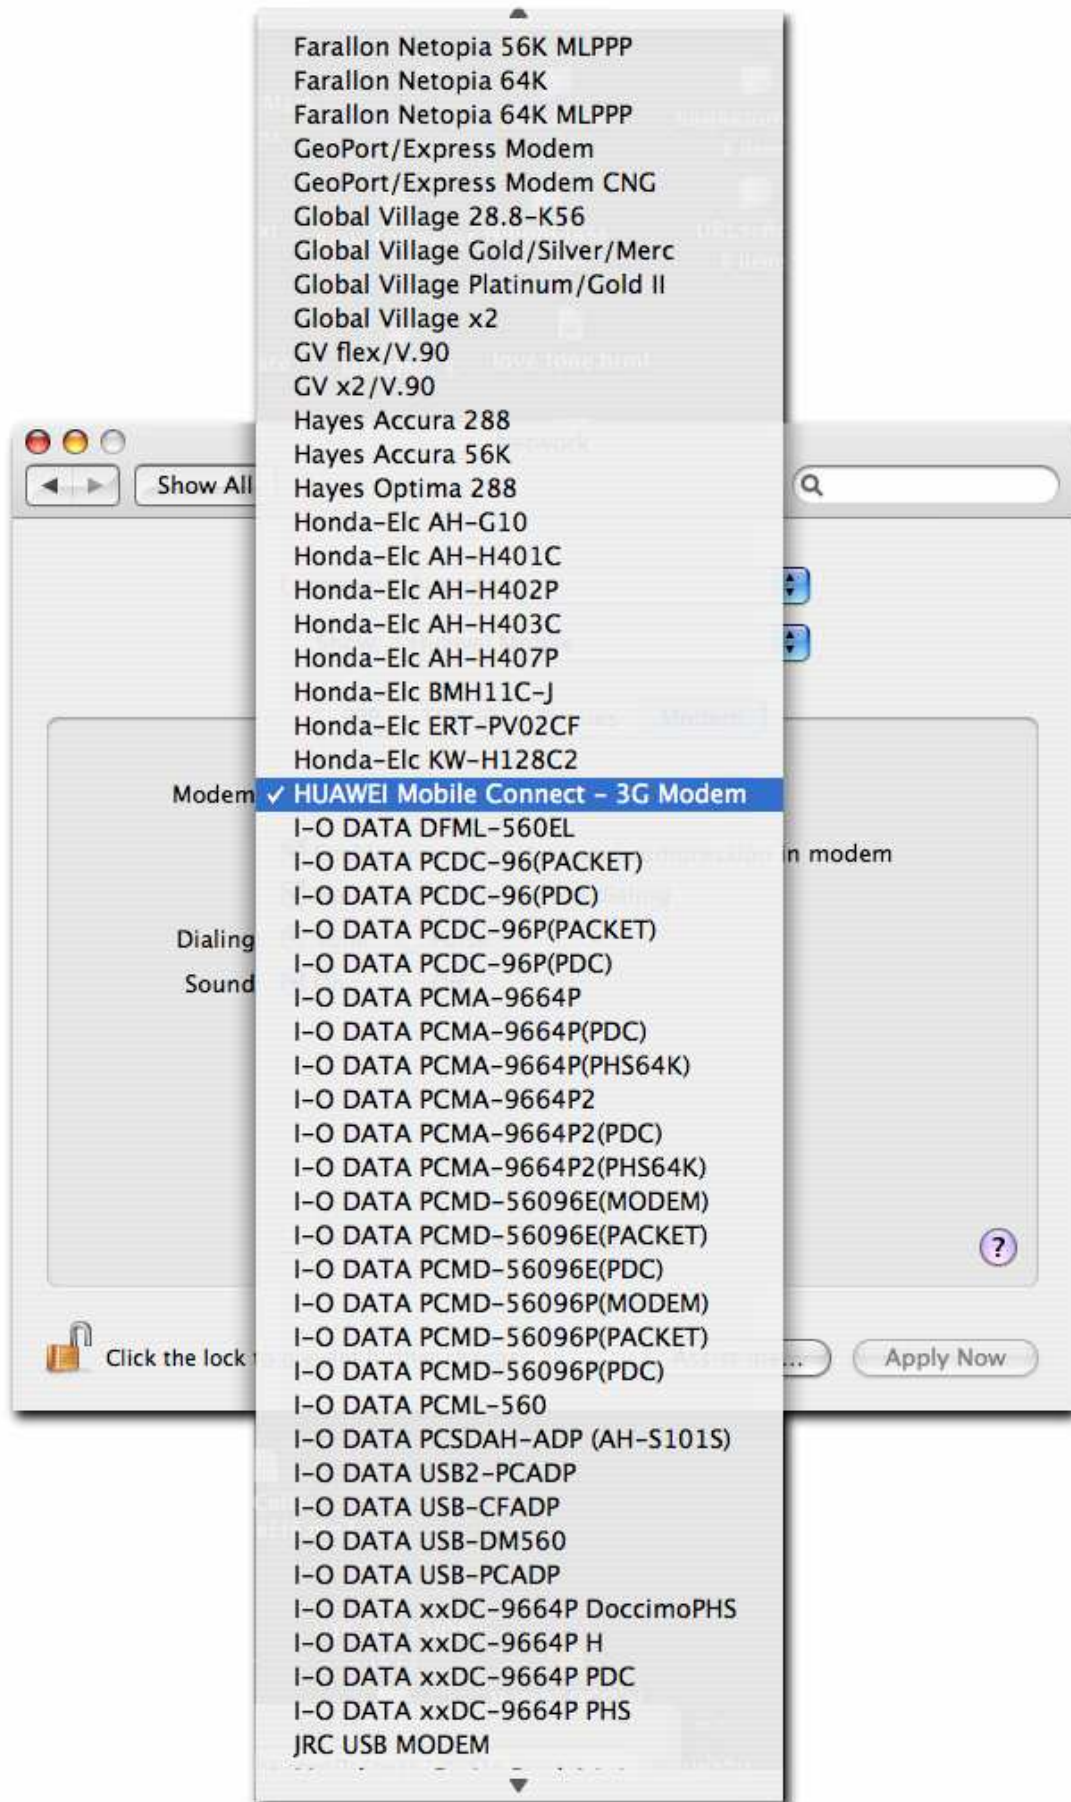 Farallon Netopia 56K MLPPP
Farallon Netopia 64K
Farallon Netopia 64K MLPPP
GeoPort/Express Modem
GeoPort/Express Modem CNG
Global Village 28.8-K56
Global Village Gold/Silver/Merc
Global Village Platinum/Gold II
Global Village x2
love tone.html
GV flex/V.90
GV x2/V.90
Hayes Accura 288
Network
Hayes Accura 56K
Show All
Hayes Optima 288
Honda-Elc AH-G10
Honda-Elc AH-H401C
Honda-Elc AH-H402P
Honda-Elc AH-H403C
Honda-Elc AH-H407P
Honda-Elc BMH11C-J
Modem
Honda-Elc ERT-PV02CF
Honda-Elc KW-H128C2
Modem ✓ HUAWEI Mobile Connect - 3G Modem
I-O DATA DFML-560EL
in modem
I-O DATA PCDC-96(PACKET)
I-O DATA PCDC-96(PDC)
I-O DATA PCDC-96P(PACKET)
Dialing
I-O DATA PCDC-96P(PDC)
Sound
I-O DATA PCMA-9664P
I-O DATA PCMA-9664P(PDC)
I-O DATA PCMA-9664P(PHS64K)
I-O DATA PCMA-9664P2
I-O DATA PCMA-9664P2(PDC)
I-O DATA PCMA-9664P2(PHS64K)
I-O DATA PCMD-56096E(MODEM)
I-O DATA PCMD-56096E(PACKET)
?
I-O DATA PCMD-56096E(PDC)
I-O DATA PCMD-56096P(MODEM)
I-O DATA PCMD-56096P(PACKET)
Click the lock
... Apply Now
I-O DATA PCMD-56096P(PDC)
I-O DATA PCML-560
I-O DATA PCSDAH-ADP (AH-S101S)
I-O DATA USB2-PCADP
I-O DATA USB-CFADP
I-O DATA USB-DM560
I-O DATA USB-PCADP
I-O DATA xxDC-9664P DoccimoPHS
I-O DATA xxDC-9664P H
I-O DATA xxDC-9664P PDC
I-O DATA xxDC-9664P PHS
JRC USB MODEM